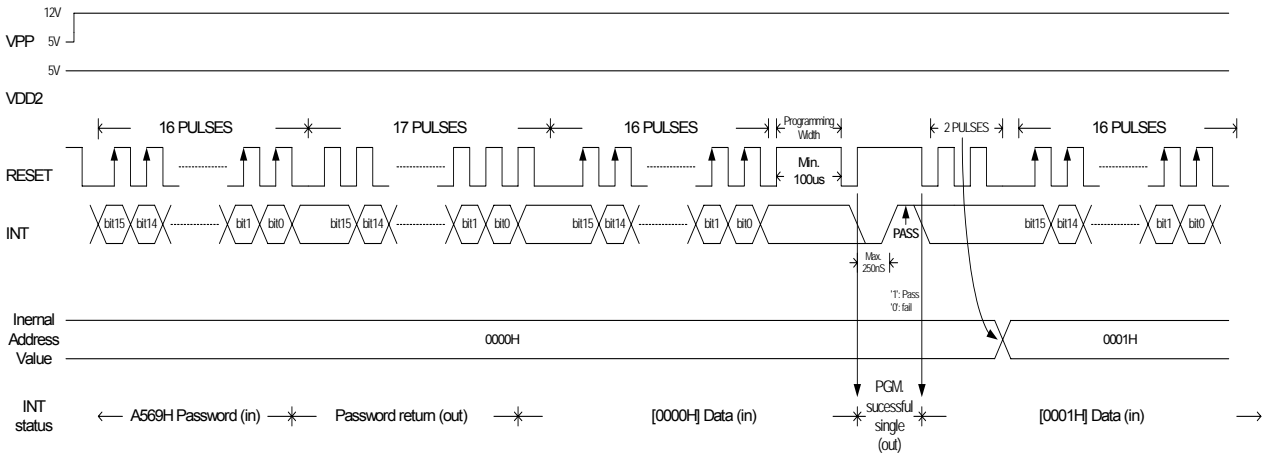 12V
VPP 5V
5V
VDD2
16 PULSES 17 PULSES 16 PULSES Programming Width 2 PULSES 16 PULSES
RESET
Min. 100us
INT
bit15 bit14 bit1 bit0 bit15 bit14 bit1 bit0 bit15 bit14 bit1 bit0 PASS bit15 bit14 bit1 bit0
Max. 250nS
'1': Pass
'0': fail
Inernal
Address
Value
0000H 0001H
INT
status
A569H Password (in) Password return (out) [0000H] Data (in) PGM. sucessful single (out) [0001H] Data (in)